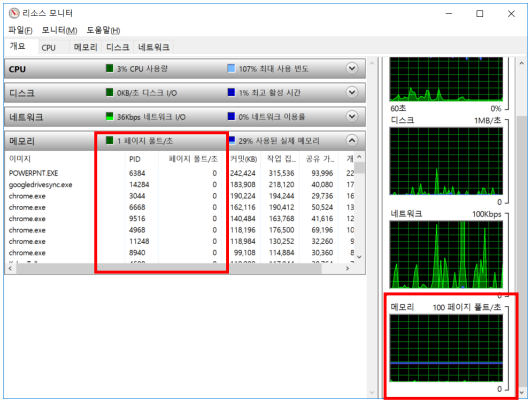 리소스 모니터
파일(F) 모니터(M) 도움말(H)
개요 CPU 메모리 디스크 네트워크
CPU 3% CPU 사용량 107% 최대 사용 빈도
디스크 0KB/초 디스크 I/O 1% 최고 활성 시간
네트워크 36Kbps 네트워크 I/O 0% 네트워크 이용률
메모리 1 페이지 폴트/초 29% 사용된 실제 메모리
이미지 PID 페이지 폴트/초 커밋(KB) 작업 집... 공유 가... 개
POWERPNT.EXE 6384 0 242,424 315,536 93,996 22
googledrivesync.exe 14284 0 183,908 218,120 40,080 17
chrome.exe 3044 0 190,224 194,244 29,736 16
chrome.exe 6668 0 162,116 190,412 50,524 13
chrome.exe 9516 0 140,484 163,768 41,616 12
chrome.exe 4968 0 118,196 176,500 69,196 10
chrome.exe 11248 0 118,984 130,252 32,260 9
chrome.exe 8940 0 99,108 114,884 30,360 8
60초 0%
디스크 1MB/초
0
네트워크 100Kbps
0
메모리 100 페이지 폴트/초
0